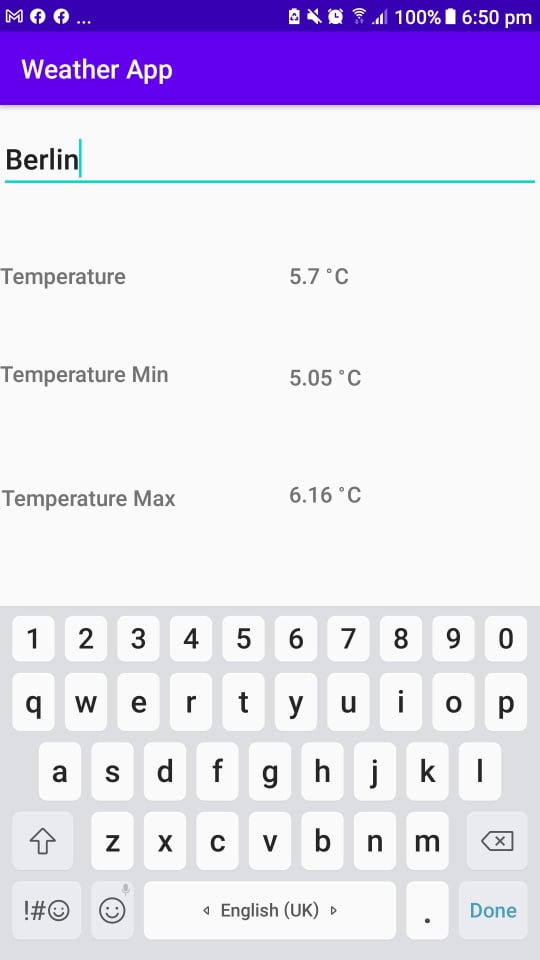 ... 100% 6:50 pm
Weather App
Berlin
Temperature 5.7 °C
Temperature Min 5.05 °C
Temperature Max 6.16 °C
1 2 3 4 5 6 7 8 9 0
q w e r t y u i o p
a s d f g h j k l
z x c v b n m
!#☺ English (UK) . Done